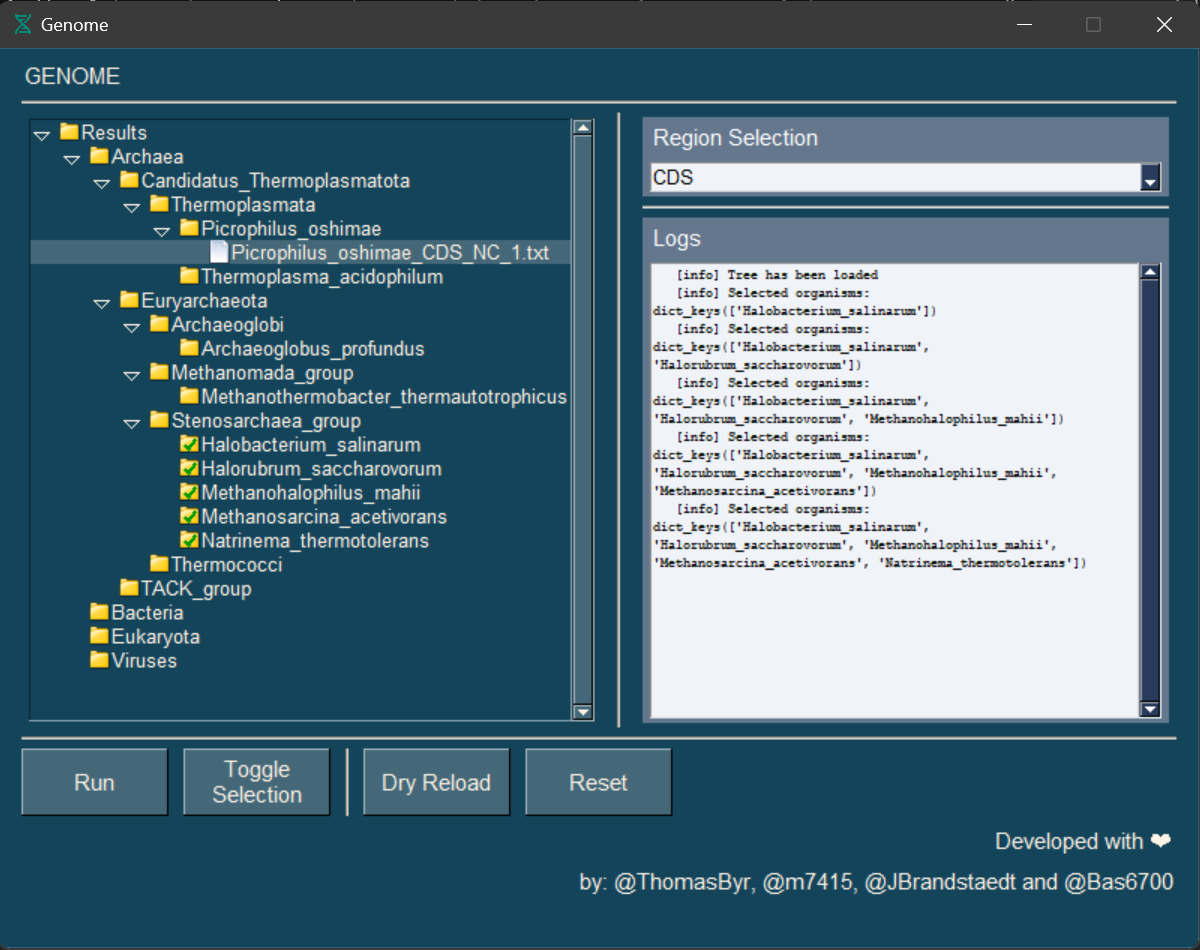 Genome
GENOME
Results
Archaea
Candidatus_Thermoplasmatota
Thermoplasmata
Picrophilus_oshimae
Picrophilus_oshimae_CDS_NC_1.txt
Thermoplasma_acidophilum
Euryarchaeota
Archaeoglobi
Archaeoglobus_profundus
Methanomada_group
Methanothermobacter_thermautotrophicus
Stenosarchaea_group
Halobacterium_salinarum
Halorubrum_saccharovorum
Methanohalophilus_mahii
Methanosarcina_acetivorans
Natrinema_thermotolerans
Thermococci
TACK_group
Bacteria
Eukaryota
Viruses
Region Selection
CDS
Logs
[info] Tree has been loaded
[info] Selected organisms:
dict_keys(['Halobacterium_salinarum'])
[info] Selected organisms:
dict_keys(['Halobacterium_salinarum',
'Halorubrum_saccharovorum'])
[info] Selected organisms:
dict_keys(['Halobacterium_salinarum',
'Halorubrum_saccharovorum', 'Methanohalophilus_mahii'])
[info] Selected organisms:
dict_keys(['Halobacterium_salinarum',
'Halorubrum_saccharovorum', 'Methanohalophilus_mahii',
'Methanosarcina_acetivorans'])
[info] Selected organisms:
dict_keys(['Halobacterium_salinarum',
'Halorubrum_saccharovorum', 'Methanohalophilus_mahii',
'Methanosarcina_acetivorans', 'Natrinema_thermotolerans'])
Run
Toggle
Selection
Dry Reload
Reset
Developed with ❤
by: @ThomasByr, @m7415, @JBrandstaedt and @Bas6700